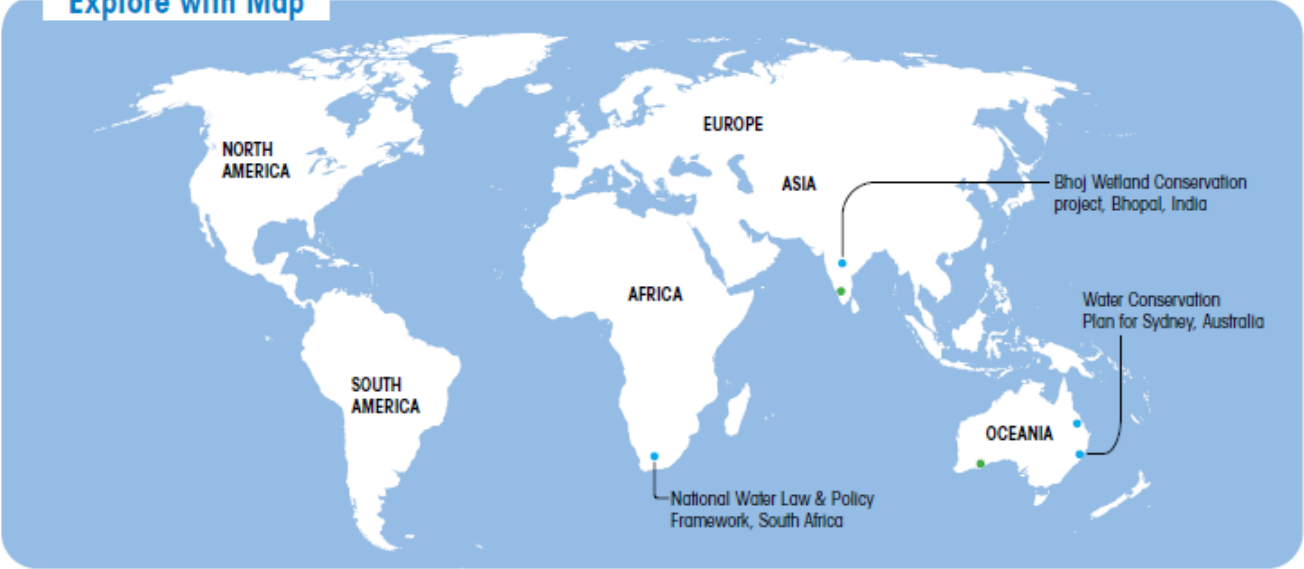 Explore with Map
NORTH
AMERICA
EUROPE
ASIA
Bhoj Wetland Conservation
project, Bhopal, India
AFRICA
Water Conservation
Plan for Sydney, Australia
SOUTH
AMERICA
OCEANIA
National Water Law & Policy
Framework, South Africa